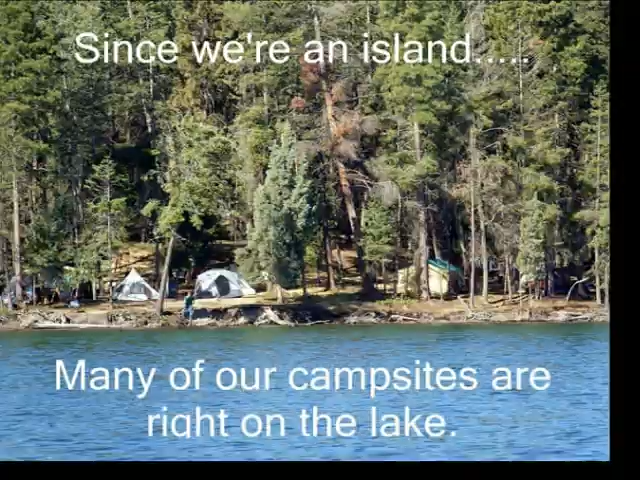 Since we're an island.....
Many of our campsites are
right on the lake.